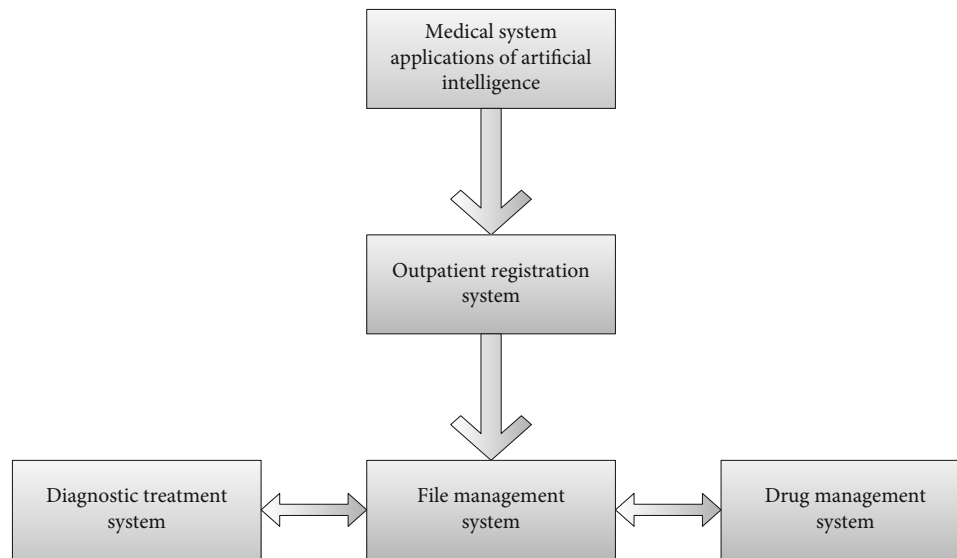 Medical system
applications of artificial
intelligence
Outpatient registration
system
Diagnostic treatment
system
File management
system
Drug management
system